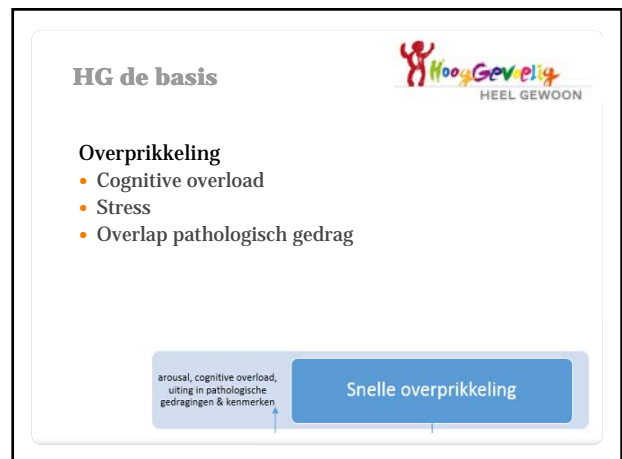 HG de basis
HoogGevoelig
HEEL GEWOON
Overprikkeling
• Cognitive overload
• Stress
• Overlap pathologisch gedrag
arousal, cognitive overload,
uiting in pathologische
gedragingen & kenmerken
Snelle overprikkeling